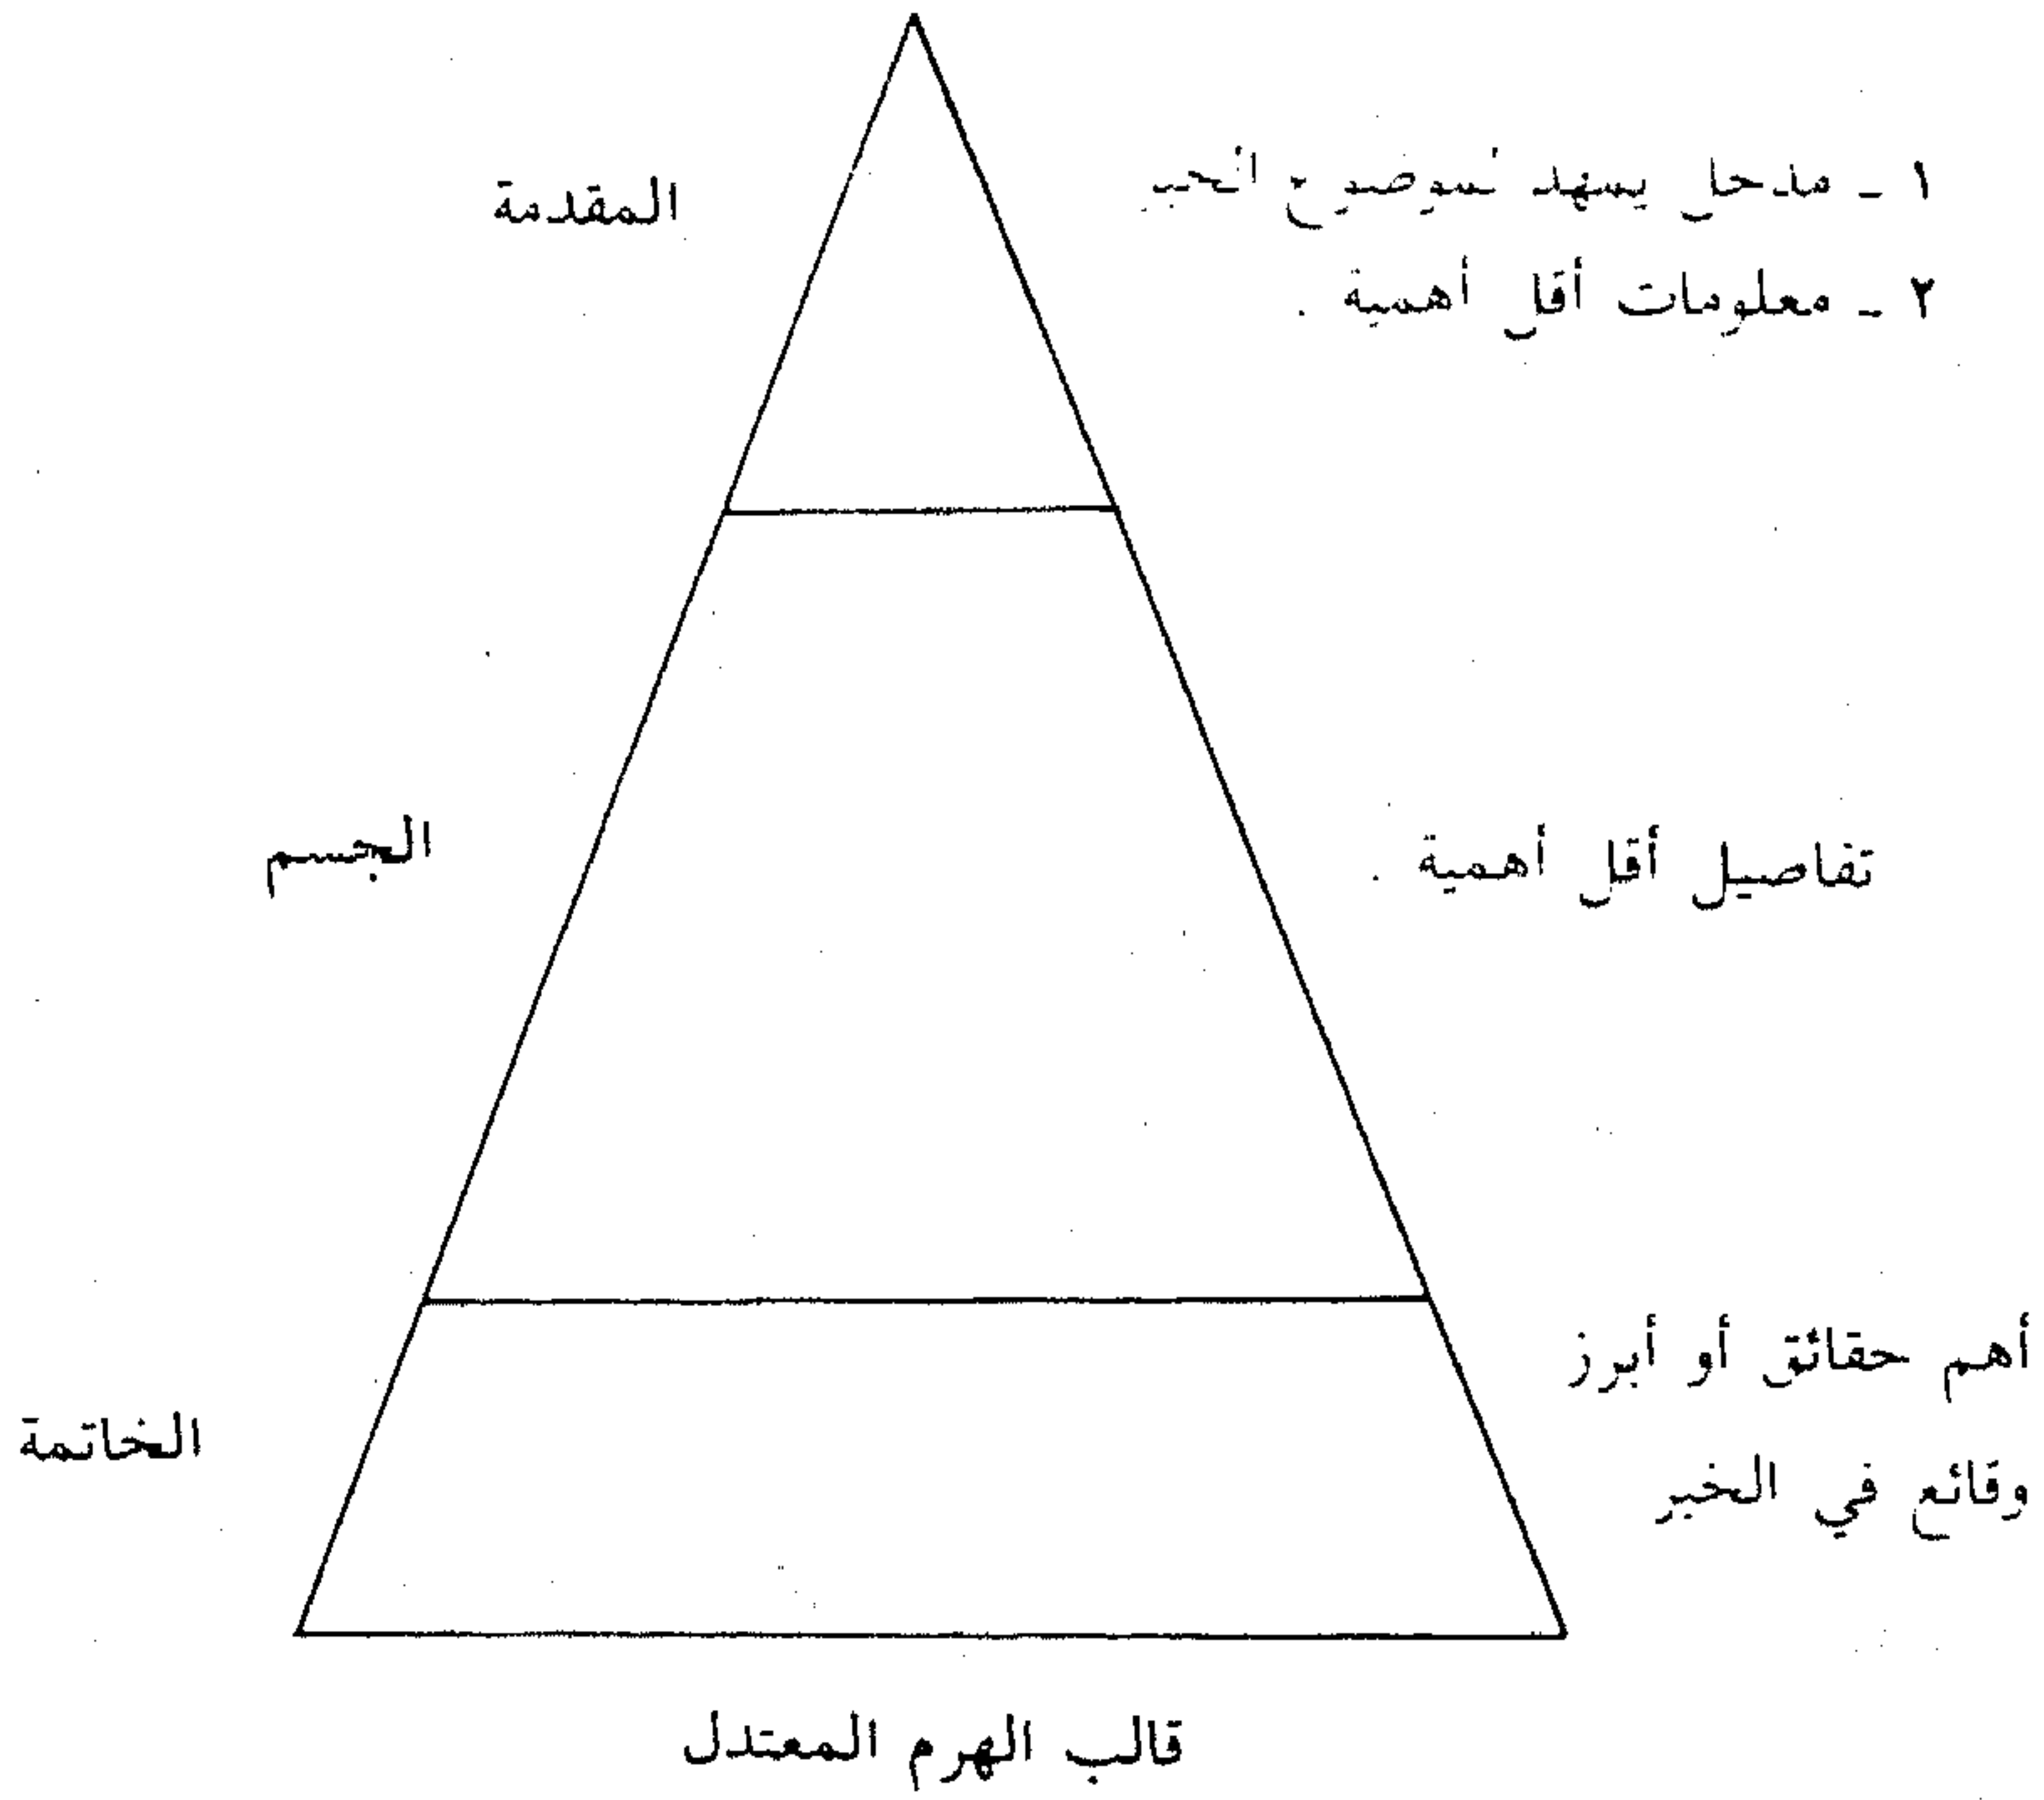 ١ - مدخل يمهد لموضوع الخبر .
المقدمة
٢ - معلومات أقل أهمية .
تفاصيل أقل أهمية .
الجسم
أهم حقائق أو أبرز
وقائع في الخبر
الخاتمة
قالب الهرم المعتدل